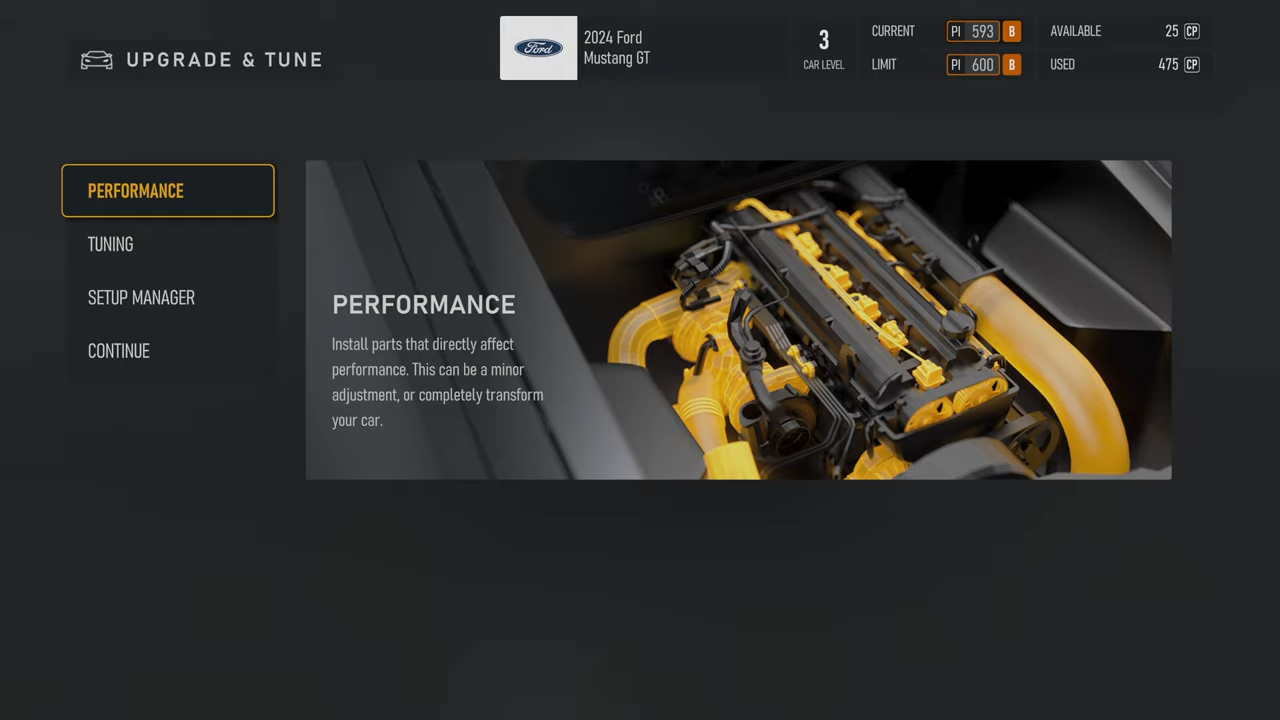 UPGRADE & TUNE
Ford
2024 Ford
Mustang GT
3
CAR LEVEL
CURRENT PI 593 B
LIMIT PI 600 B
AVAILABLE 25 CP
USED 475 CP
PERFORMANCE
TUNING
SETUP MANAGER
CONTINUE
PERFORMANCE
Install parts that directly affect
performance. This can be a minor
adjustment, or completely transform
your car.